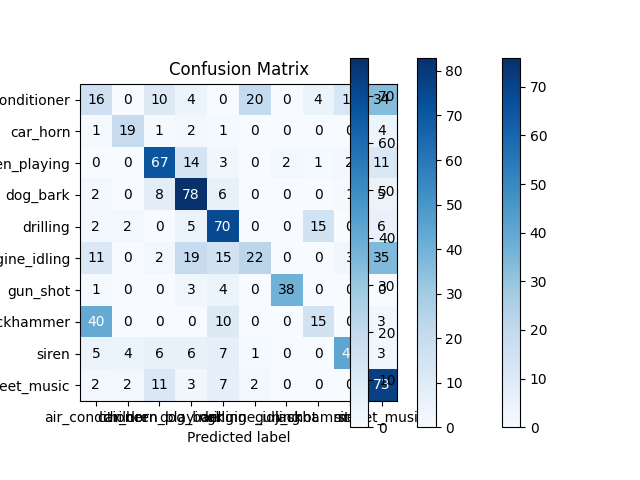 Confusion Matrix
onditioner 16 0 10 4 0 20 0 4 34
car_horn 1 19 1 2 1 0 0 0 4
en_playing 0 0 67 14 3 0 2 1 11
dog_bark 2 0 8 78 6 0 0 0 5
drilling 2 2 0 5 70 0 0 15 6
gine_idling 11 0 2 19 15 22 0 0 35
gun_shot 1 0 0 3 4 0 38 0
ckhammer 40 0 0 0 10 0 0 15 3
siren 5 4 6 6 7 1 0 0 4 3
eet_music 2 2 11 3 7 2 0 0 73
Predicted label
70
60
50
40
30
20
10
0
80
70
60
50
40
30
20
10
0
70
60
50
40
30
20
10
0